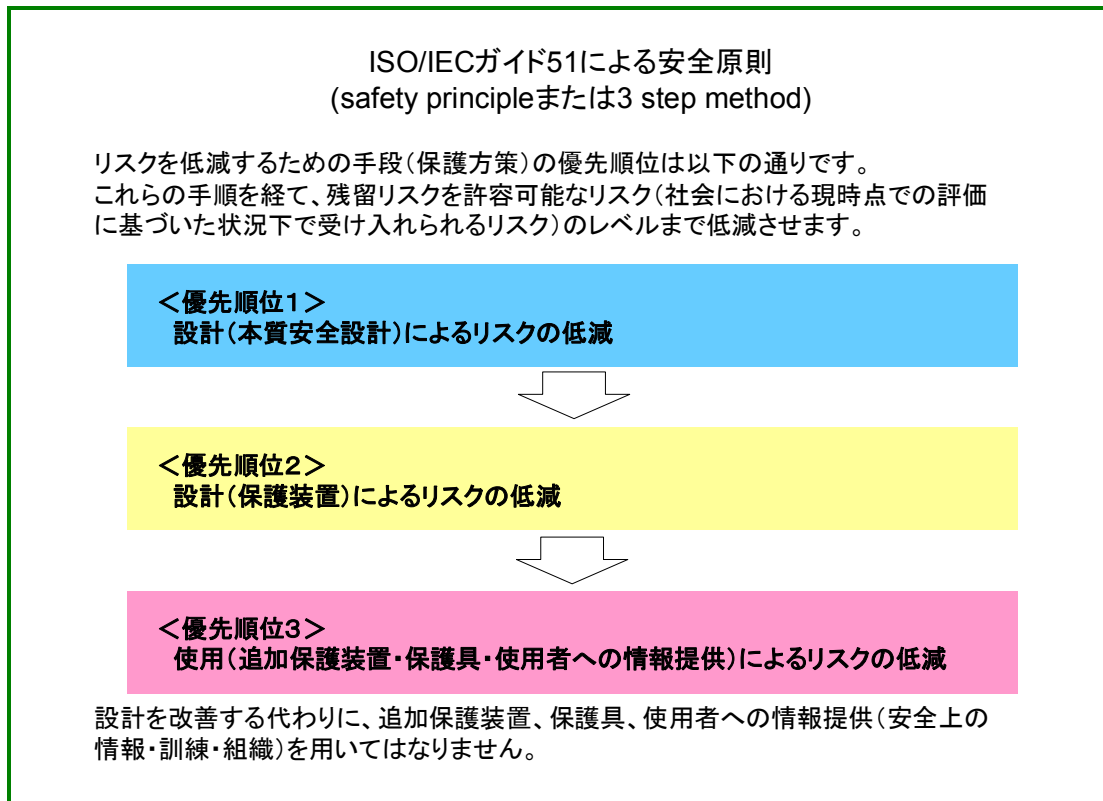 ISO/IECガイド51による安全原則
(safety principleまたは3 step method)
リスクを低減するための手段（保護方策）の優先順位は以下の通りです。
これらの手順を経て、残留リスクを許容可能なリスク（社会における現時点での評価
に基づいた状況下で受け入れられるリスク）のレベルまで低減させます。
＜優先順位１＞
設計（本質安全設計）によるリスクの低減
＜優先順位２＞
設計（保護装置）によるリスクの低減
＜優先順位３＞
使用（追加保護装置・保護具・使用者への情報提供）によるリスクの低減
設計を改善する代わりに、追加保護装置、保護具、使用者への情報提供（安全上の
情報・訓練・組織）を用いてはなりません。